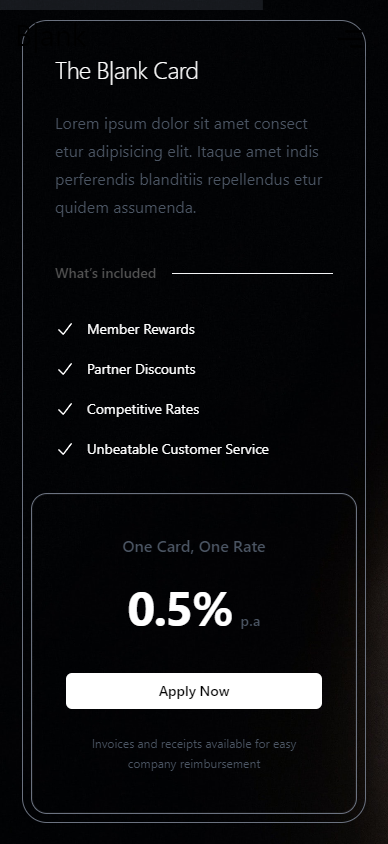 The B|ank Card
Lorem ipsum dolor sit amet consect
etur adipisicing elit. Itaque amet indis
perferendis blanditiis repellendus etur
quidem assumenda.
What's included
Member Rewards
Partner Discounts
Competitive Rates
Unbeatable Customer Service
One Card, One Rate
0.5% p.a
Apply Now
Invoices and receipts available for easy
company reimbursement